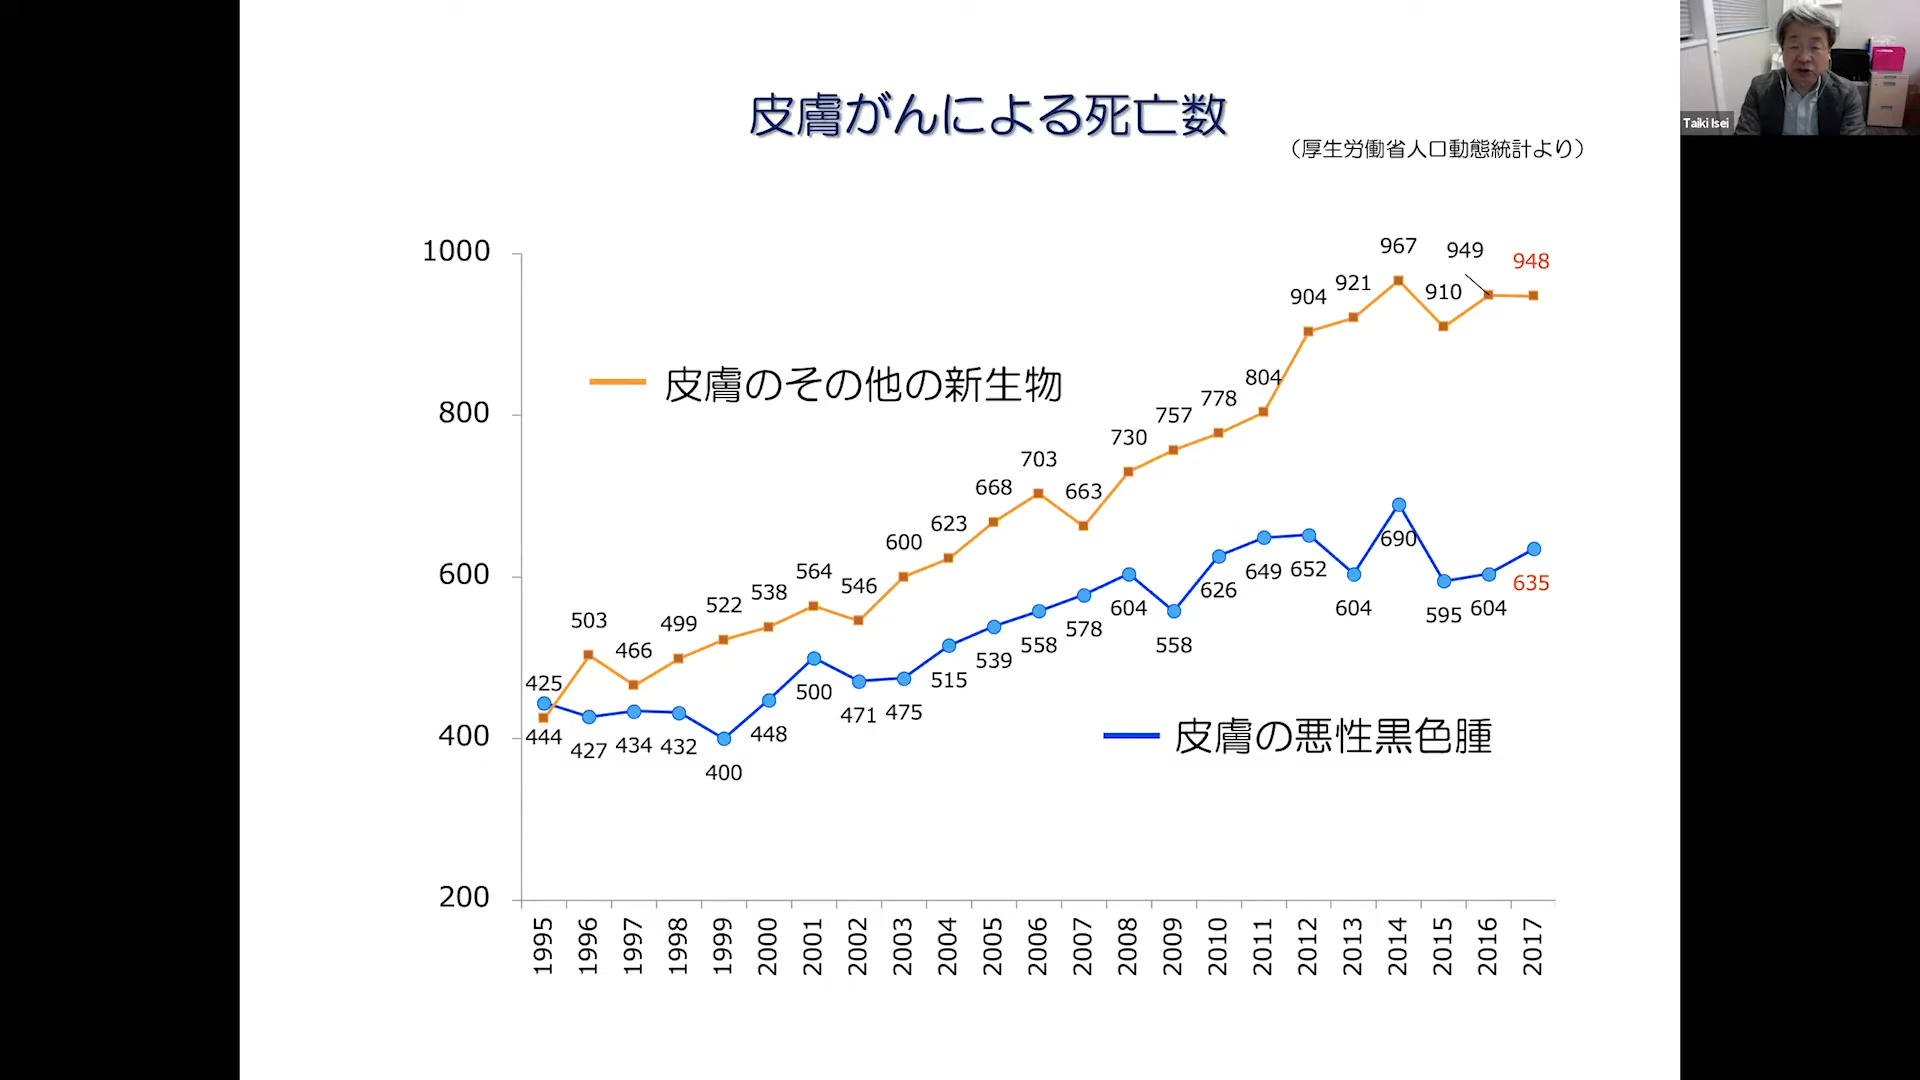 皮膚がんによる死亡数
（厚生労働省人口動態統計より）
Taiki Isei
1000
800
600
400
200
皮膚のその他の新生物
425 503 466 499 522 538 564 546 600 623 668 703 663 730 757 778 804 904 921 967 910 949 948
皮膚の悪性黒色腫
444 427 434 432 400 448 500 471 475 515 539 558 578 604 558 626 649 652 604 690 595 604 635
1995 1996 1997 1998 1999 2000 2001 2002 2003 2004 2005 2006 2007 2008 2009 2010 2011 2012 2013 2014 2015 2016 2017